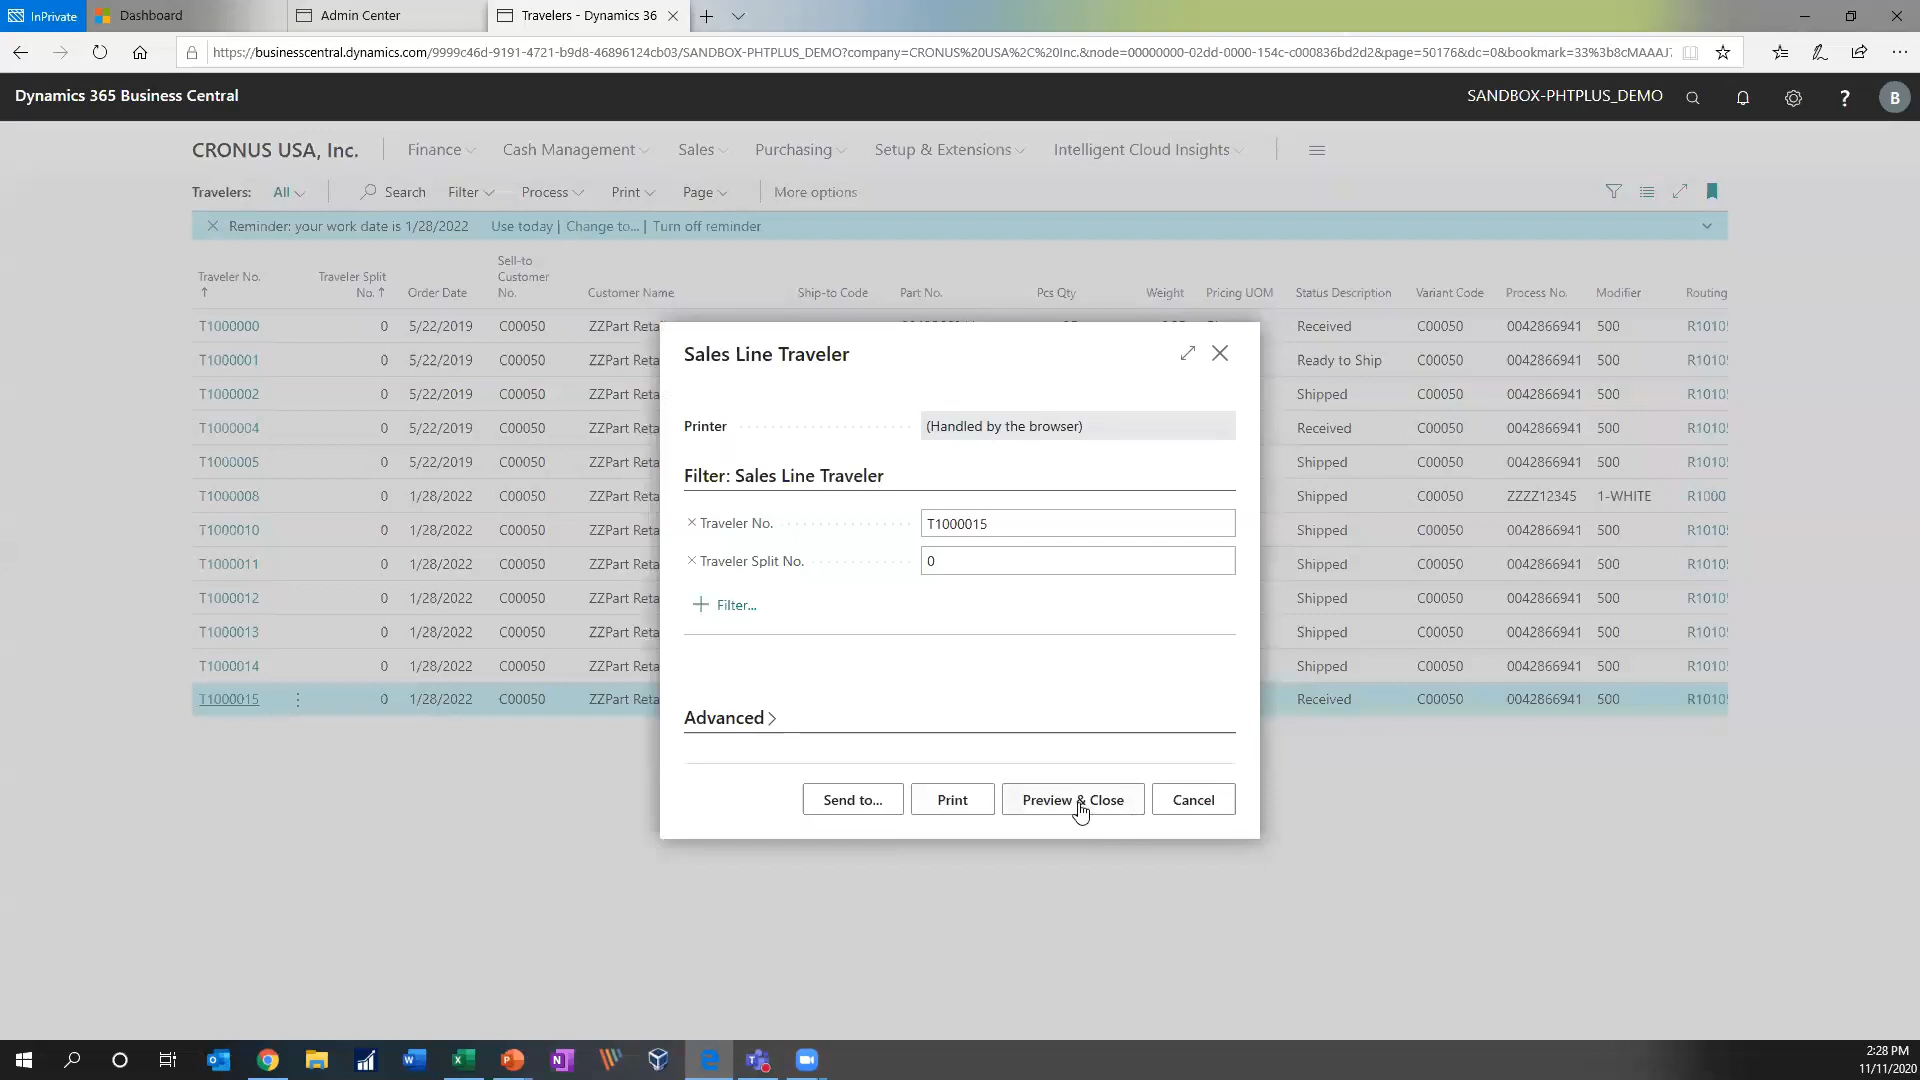 InPrivate Dashboard Admin Center Travelers - Dynamics 36
https://businesscentral.dynamics.com/9999c46d-9191-4721-b9d8-46896124cb03/SANDBOX-PHTPLUS_DEMO?company=CRONUS%20USA%2C%20Inc.&node=00000000-02dd-0000-154c-c000836bd2d2&page=50176&dc=0&bookmark=33%3b8cMAAAJ7
Dynamics 365 Business Central SANDBOX-PHTPLUS_DEMO ? B
CRONUS USA, Inc. Finance Cash Management Sales Purchasing Setup & Extensions Intelligent Cloud Insights
Travelers: All Search Filter Process Print Page More options
Reminder: your work date is 1/28/2022 Use today | Change to... | Turn off reminder
Traveler No. ↑ Traveler Split No. ↑ Order Date Sell-to Customer No. Customer Name Ship-to Code Part No. Pcs Qty Weight Pricing UOM Status Description Variant Code Process No. Modifier Routing
T1000000 0 5/22/2019 C00050 ZZPart Reta Received C00050 0042866941 500 R1010
T1000001 0 5/22/2019 C00050 ZZPart Reta Ready to Ship C00050 0042866941 500 R1010
T1000002 0 5/22/2019 C00050 ZZPart Reta Shipped C00050 0042866941 500 R1010
T1000004 0 5/22/2019 C00050 ZZPart Reta Received C00050 0042866941 500 R1010
T1000005 0 5/22/2019 C00050 ZZPart Reta Shipped C00050 0042866941 500 R1010
T1000008 0 1/28/2022 C00050 ZZPart Reta Shipped C00050 ZZZZ12345 1-WHITE R1000
T1000010 0 1/28/2022 C00050 ZZPart Reta Shipped C00050 0042866941 500 R1010
T1000011 0 1/28/2022 C00050 ZZPart Reta Shipped C00050 0042866941 500 R1010
T1000012 0 1/28/2022 C00050 ZZPart Reta Shipped C00050 0042866941 500 R1010
T1000013 0 1/28/2022 C00050 ZZPart Reta Shipped C00050 0042866941 500 R1010
T1000014 0 1/28/2022 C00050 ZZPart Reta Shipped C00050 0042866941 500 R1010
T1000015 0 1/28/2022 C00050 ZZPart Reta Received C00050 0042866941 500 R1010
Sales Line Traveler
Printer (Handled by the browser)
Filter: Sales Line Traveler
Traveler No. T1000015
Traveler Split No. 0
Filter...
Advanced
Send to... Print Preview & Close Cancel
2:28 PM
11/11/2020